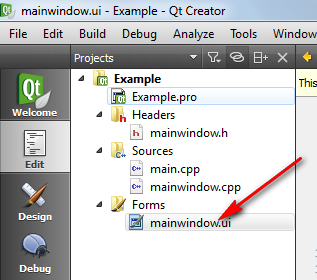 mainwindow.ui - Example - Qt Creator
File Edit Build Debug Analyze Tools Window
Projects
Qt
Welcome
Edit
Design
Debug
Example
Example.pro
Headers
mainwindow.h
Sources
main.cpp
mainwindow.cpp
Forms
mainwindow.ui
This